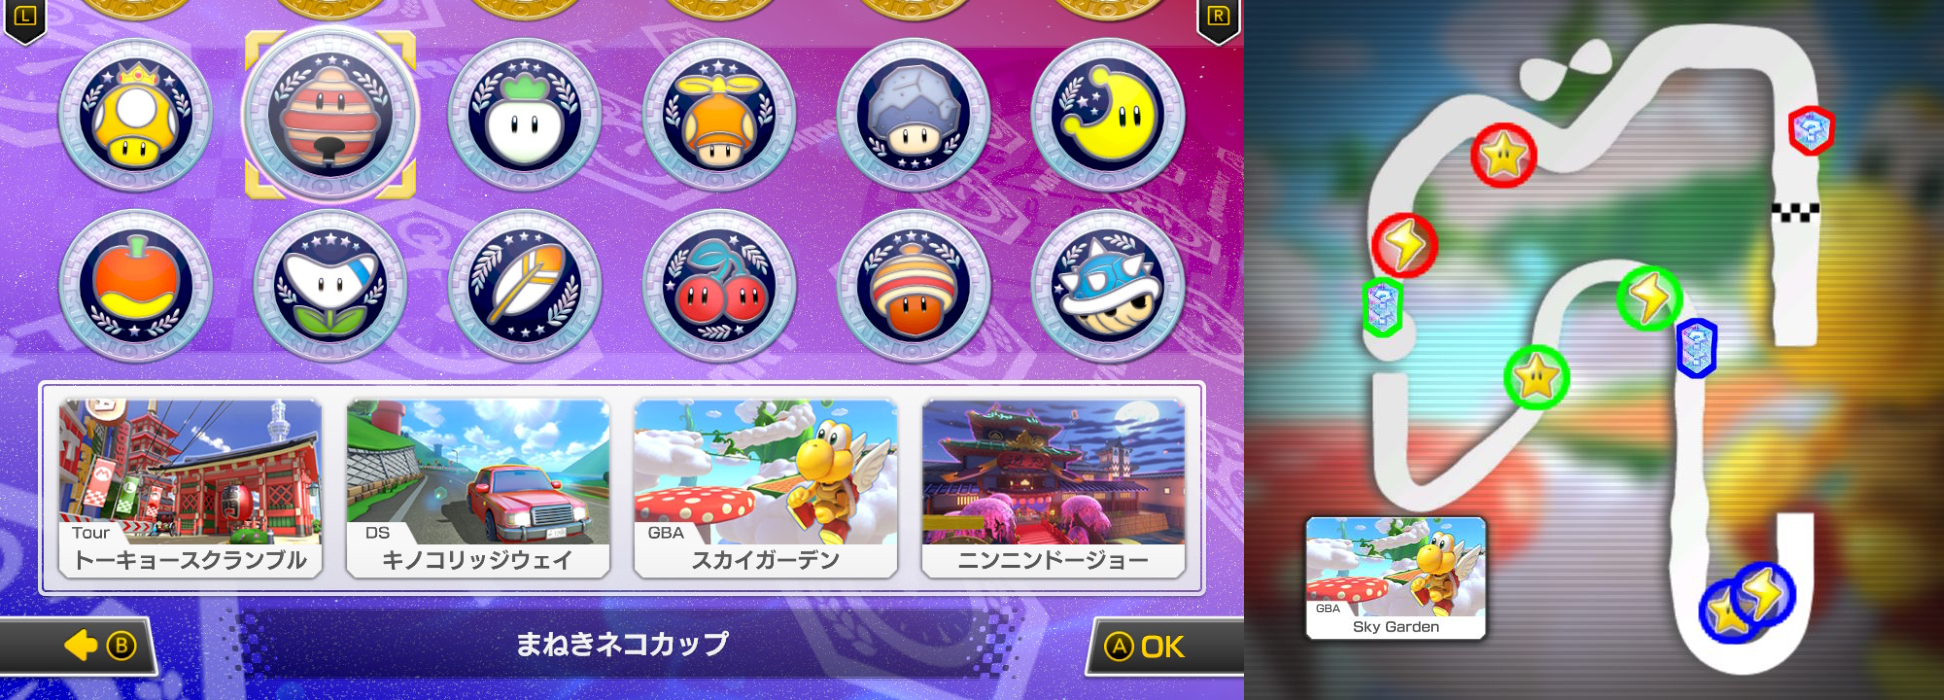 L
R
Tour
トーキョースクランブル
DS
キノコリッジウェイ
GBA
スカイガーデン
ニンニンドージョー
B
まねきネコカップ
A OK
GBA
Sky Garden